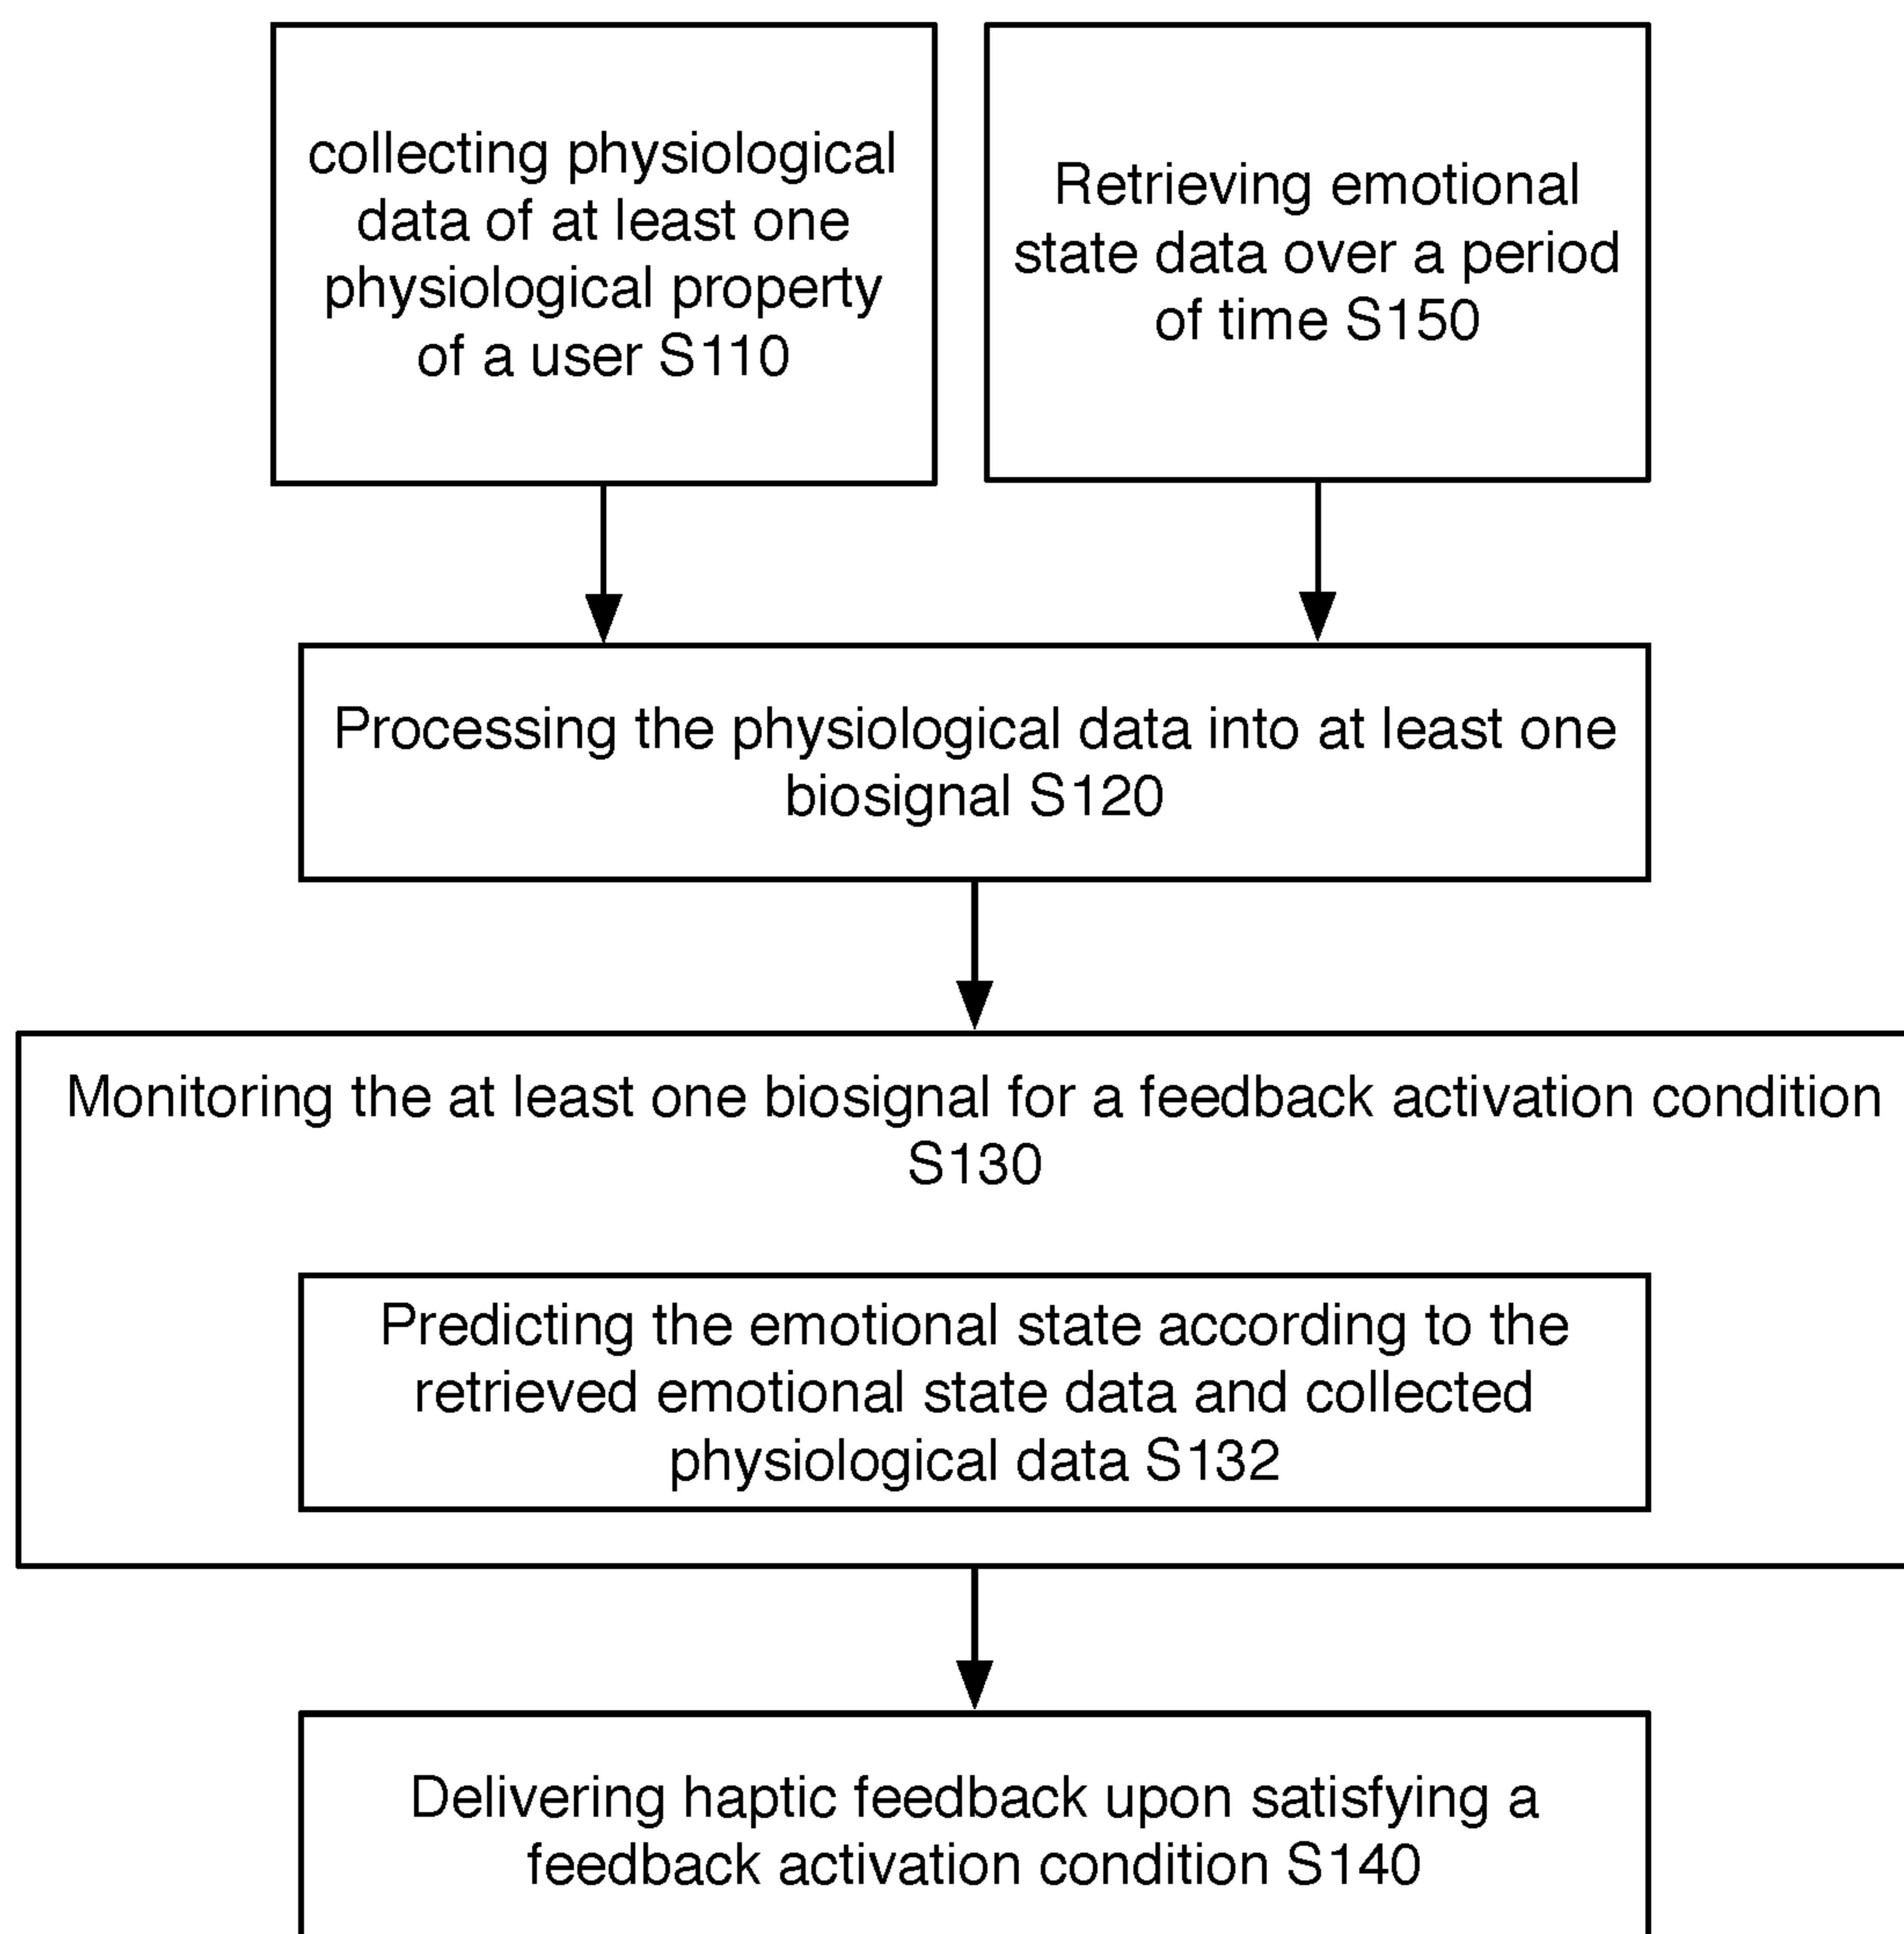 collecting physiological
data of at least one
physiological property
of a user S110
Retrieving emotional
state data over a period
of time S150
Processing the physiological data into at least one
biosignal S120
Monitoring the at least one biosignal for a feedback activation condition
S130
Predicting the emotional state according to the
retrieved emotional state data and collected
physiological data S132
Delivering haptic feedback upon satisfying a
feedback activation condition S140